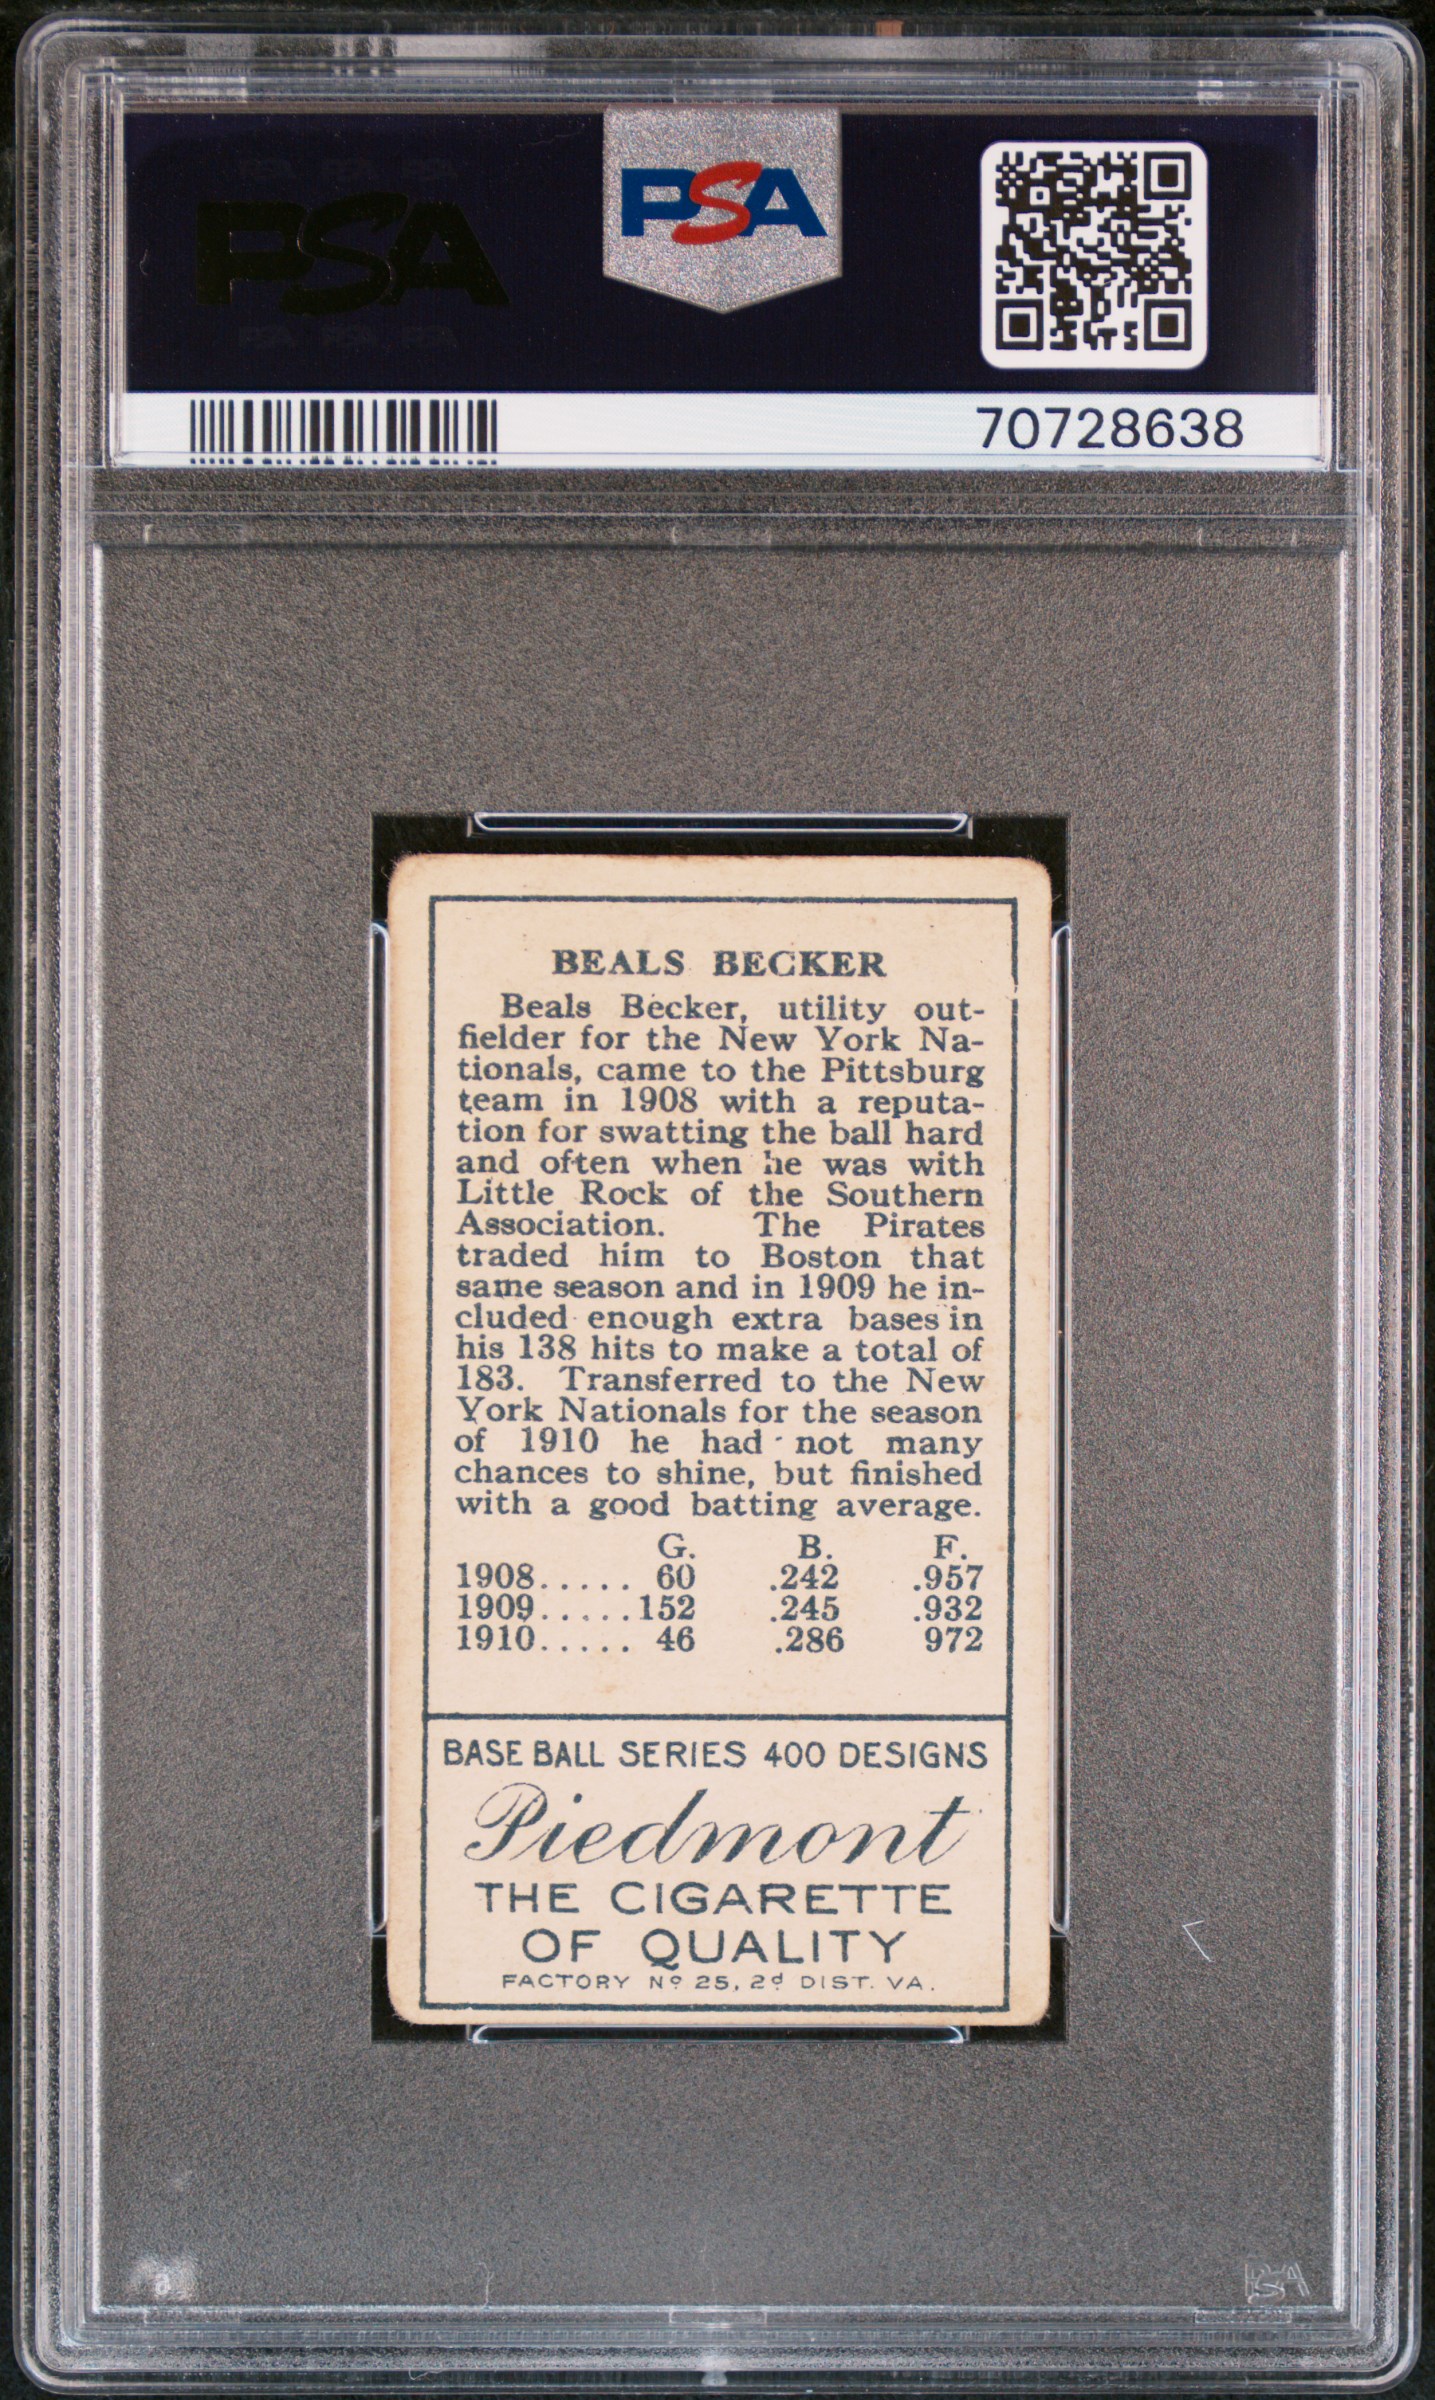 PSA
PSA
70728638
BEALS BECKER
Beals Becker, utility out-
fielder for the New York Na-
tionals, came to the Pittsburg
team in 1908 with a reputa-
tion for swatting the ball hard
and often when he was with
Little Rock of the Southern
Association. The Pirates
traded him to Boston that
same season and in 1909 he in-
cluded enough extra bases in
his 138 hits to make a total of
183. Transferred to the New
York Nationals for the season
of 1910 he had not many
chances to shine, but finished
with a good batting average.
G. B. F.
1908..... 60 .242 .957
1909.....152 .245 .932
1910..... 46 .286 972
BASE BALL SERIES 400 DESIGNS
Piedmont
THE CIGARETTE
OF QUALITY
FACTORY Nº 25, 2d DIST. VA.
PSA